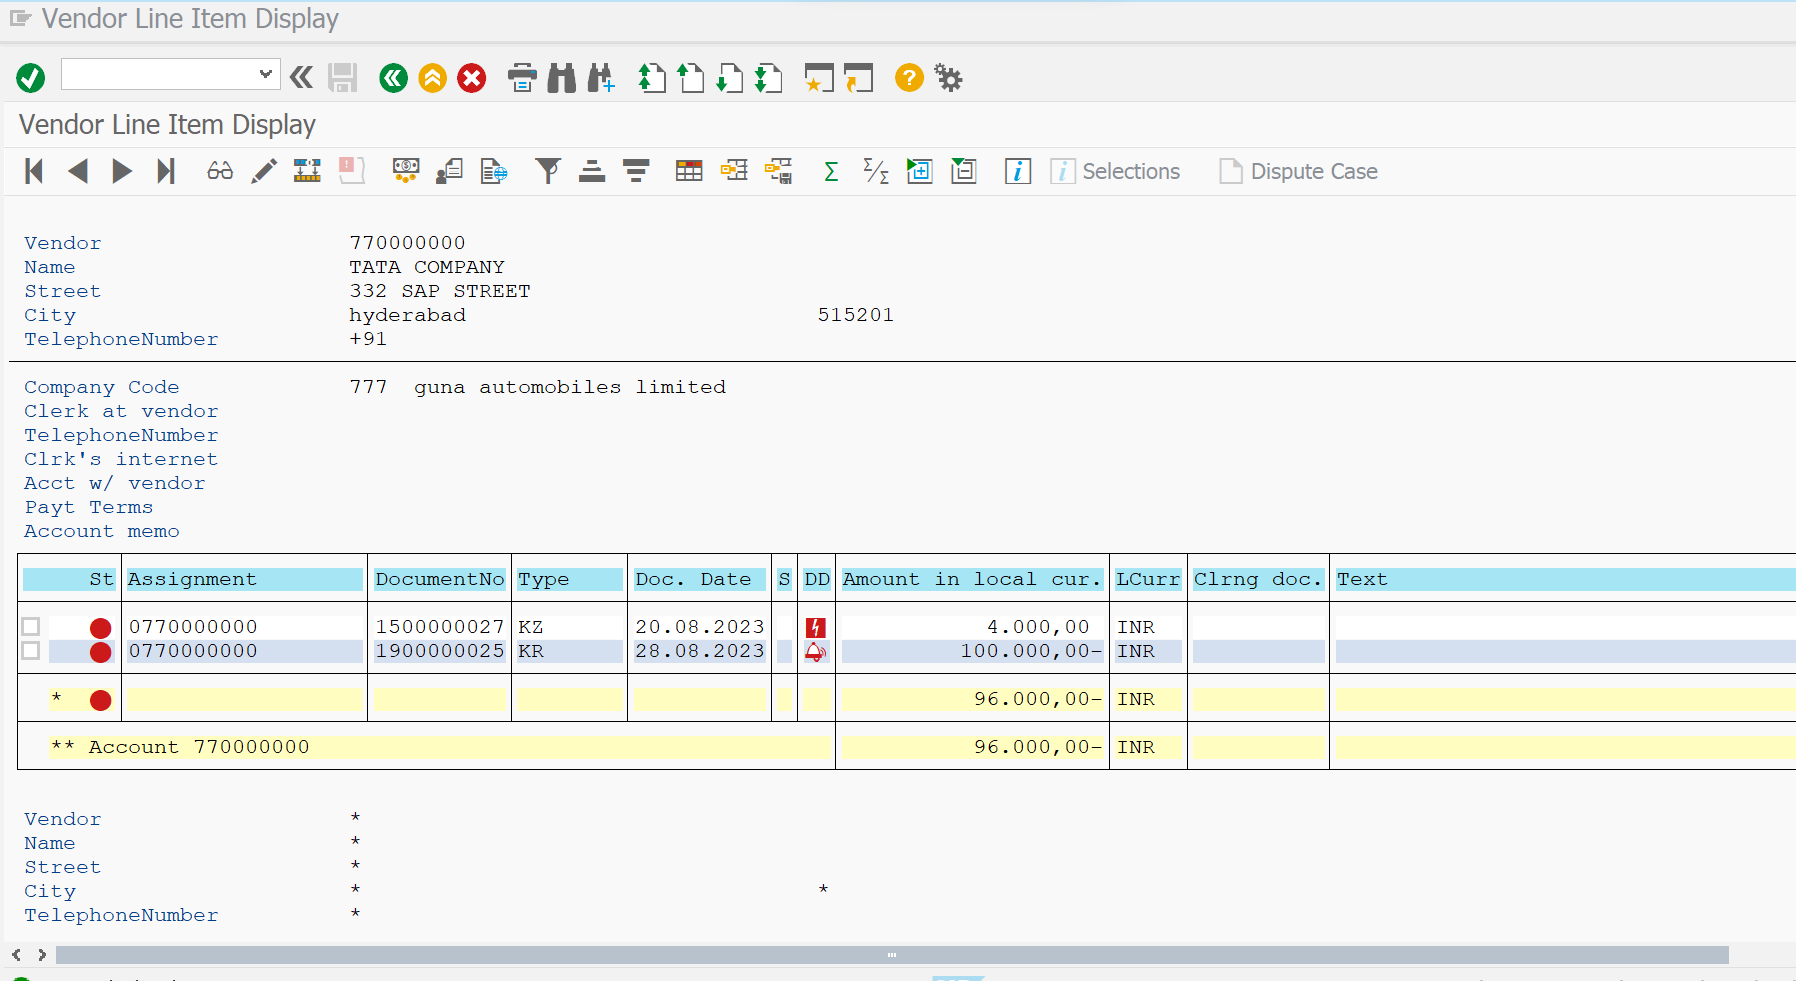 Vendor Line Item Display
Vendor Line Item Display
Selections Dispute Case
Vendor 770000000
Name TATA COMPANY
Street 332 SAP STREET
City hyderabad 515201
TelephoneNumber +91
Company Code 777 guna automobiles limited
Clerk at vendor
TelephoneNumber
Clrk's internet
Acct w/ vendor
Payt Terms
Account memo
St Assignment DocumentNo Type Doc. Date S DD Amount in local cur. LCurr Clrng doc. Text
0770000000 1500000027 KZ 20.08.2023 4.000,00 INR
0770000000 1900000025 KR 28.08.2023 100.000,00- INR
* 96.000,00- INR
** Account 770000000 96.000,00- INR
Vendor *
Name *
Street *
City * *
TelephoneNumber *